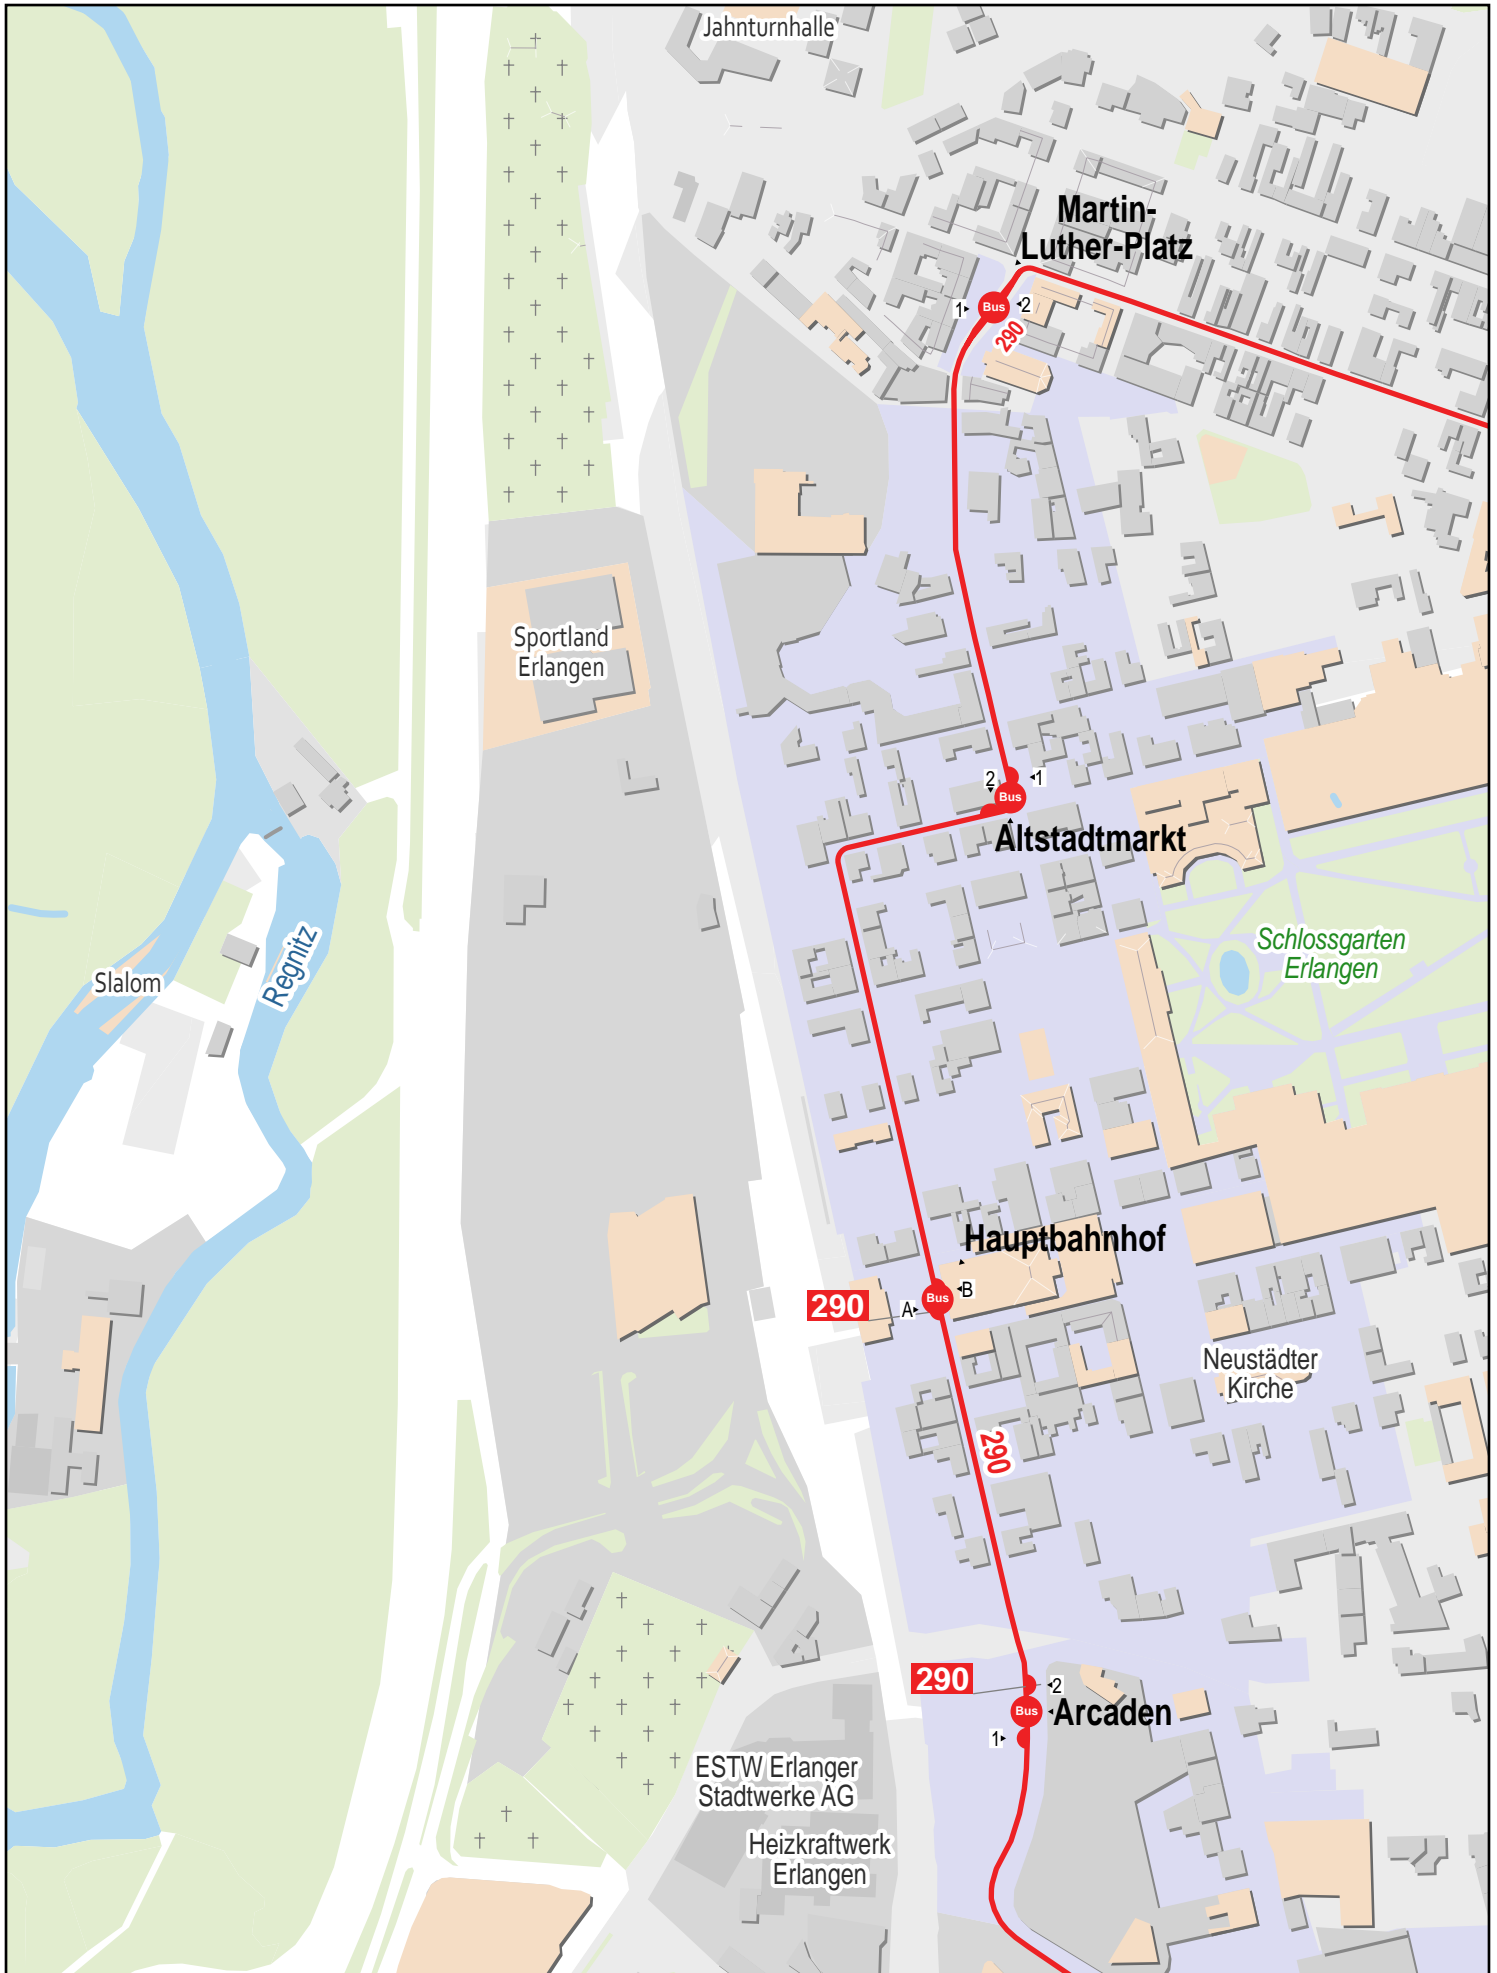 Jahnturnhalle
Martin-
Luther-Platz
1
Bus
2
290
Sportland
Erlangen
2
1
Bus
Altstadtmarkt
Regnitz
Slalom
Schlossgarten
Erlangen
Hauptbahnhof
290
A
Bus
B
Neustädter
Kirche
290
290
2
Bus
Arcaden
1
ESTW Erlanger
Stadtwerke AG
Heizkraftwerk
Erlangen